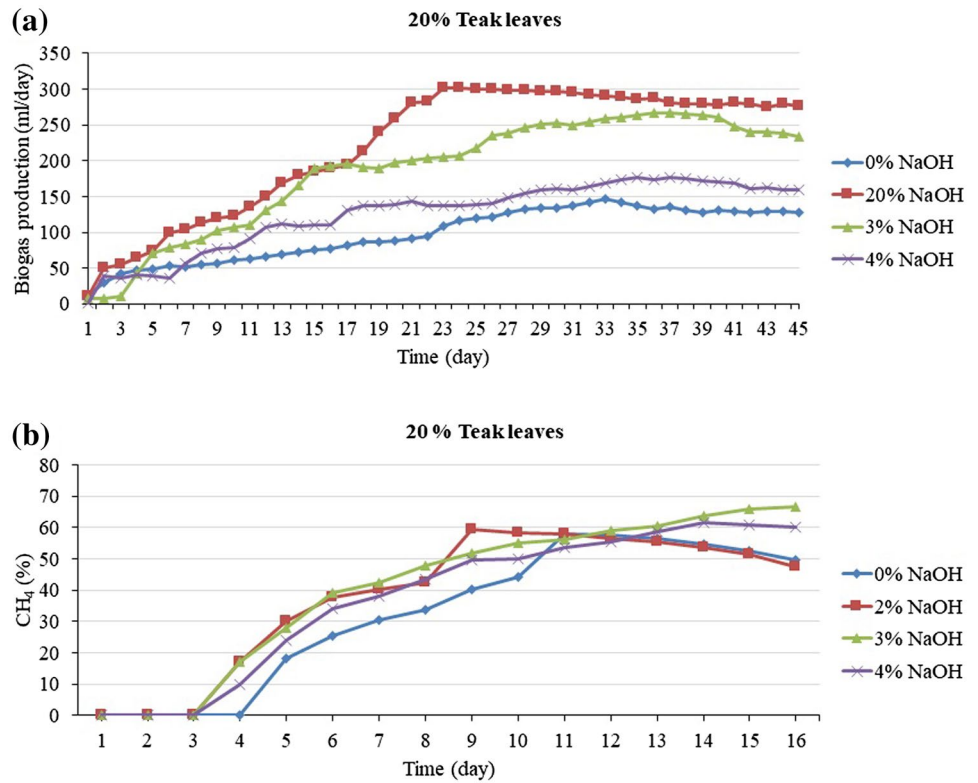 (a)
20% Teak leaves
Biogas production (ml/day)
350
300
250
200
150
100
50
0
1 3 5 7 9 11 13 15 17 19 21 23 25 27 29 31 33 35 37 39 41 43 45
Time (day)
0% NaOH
20% NaOH
3% NaOH
4% NaOH
(b)
20 % Teak leaves
CH4 (%)
80
70
60
50
40
30
20
10
0
1 2 3 4 5 6 7 8 9 10 11 12 13 14 15 16
Time (day)
0% NaOH
2% NaOH
3% NaOH
4% NaOH